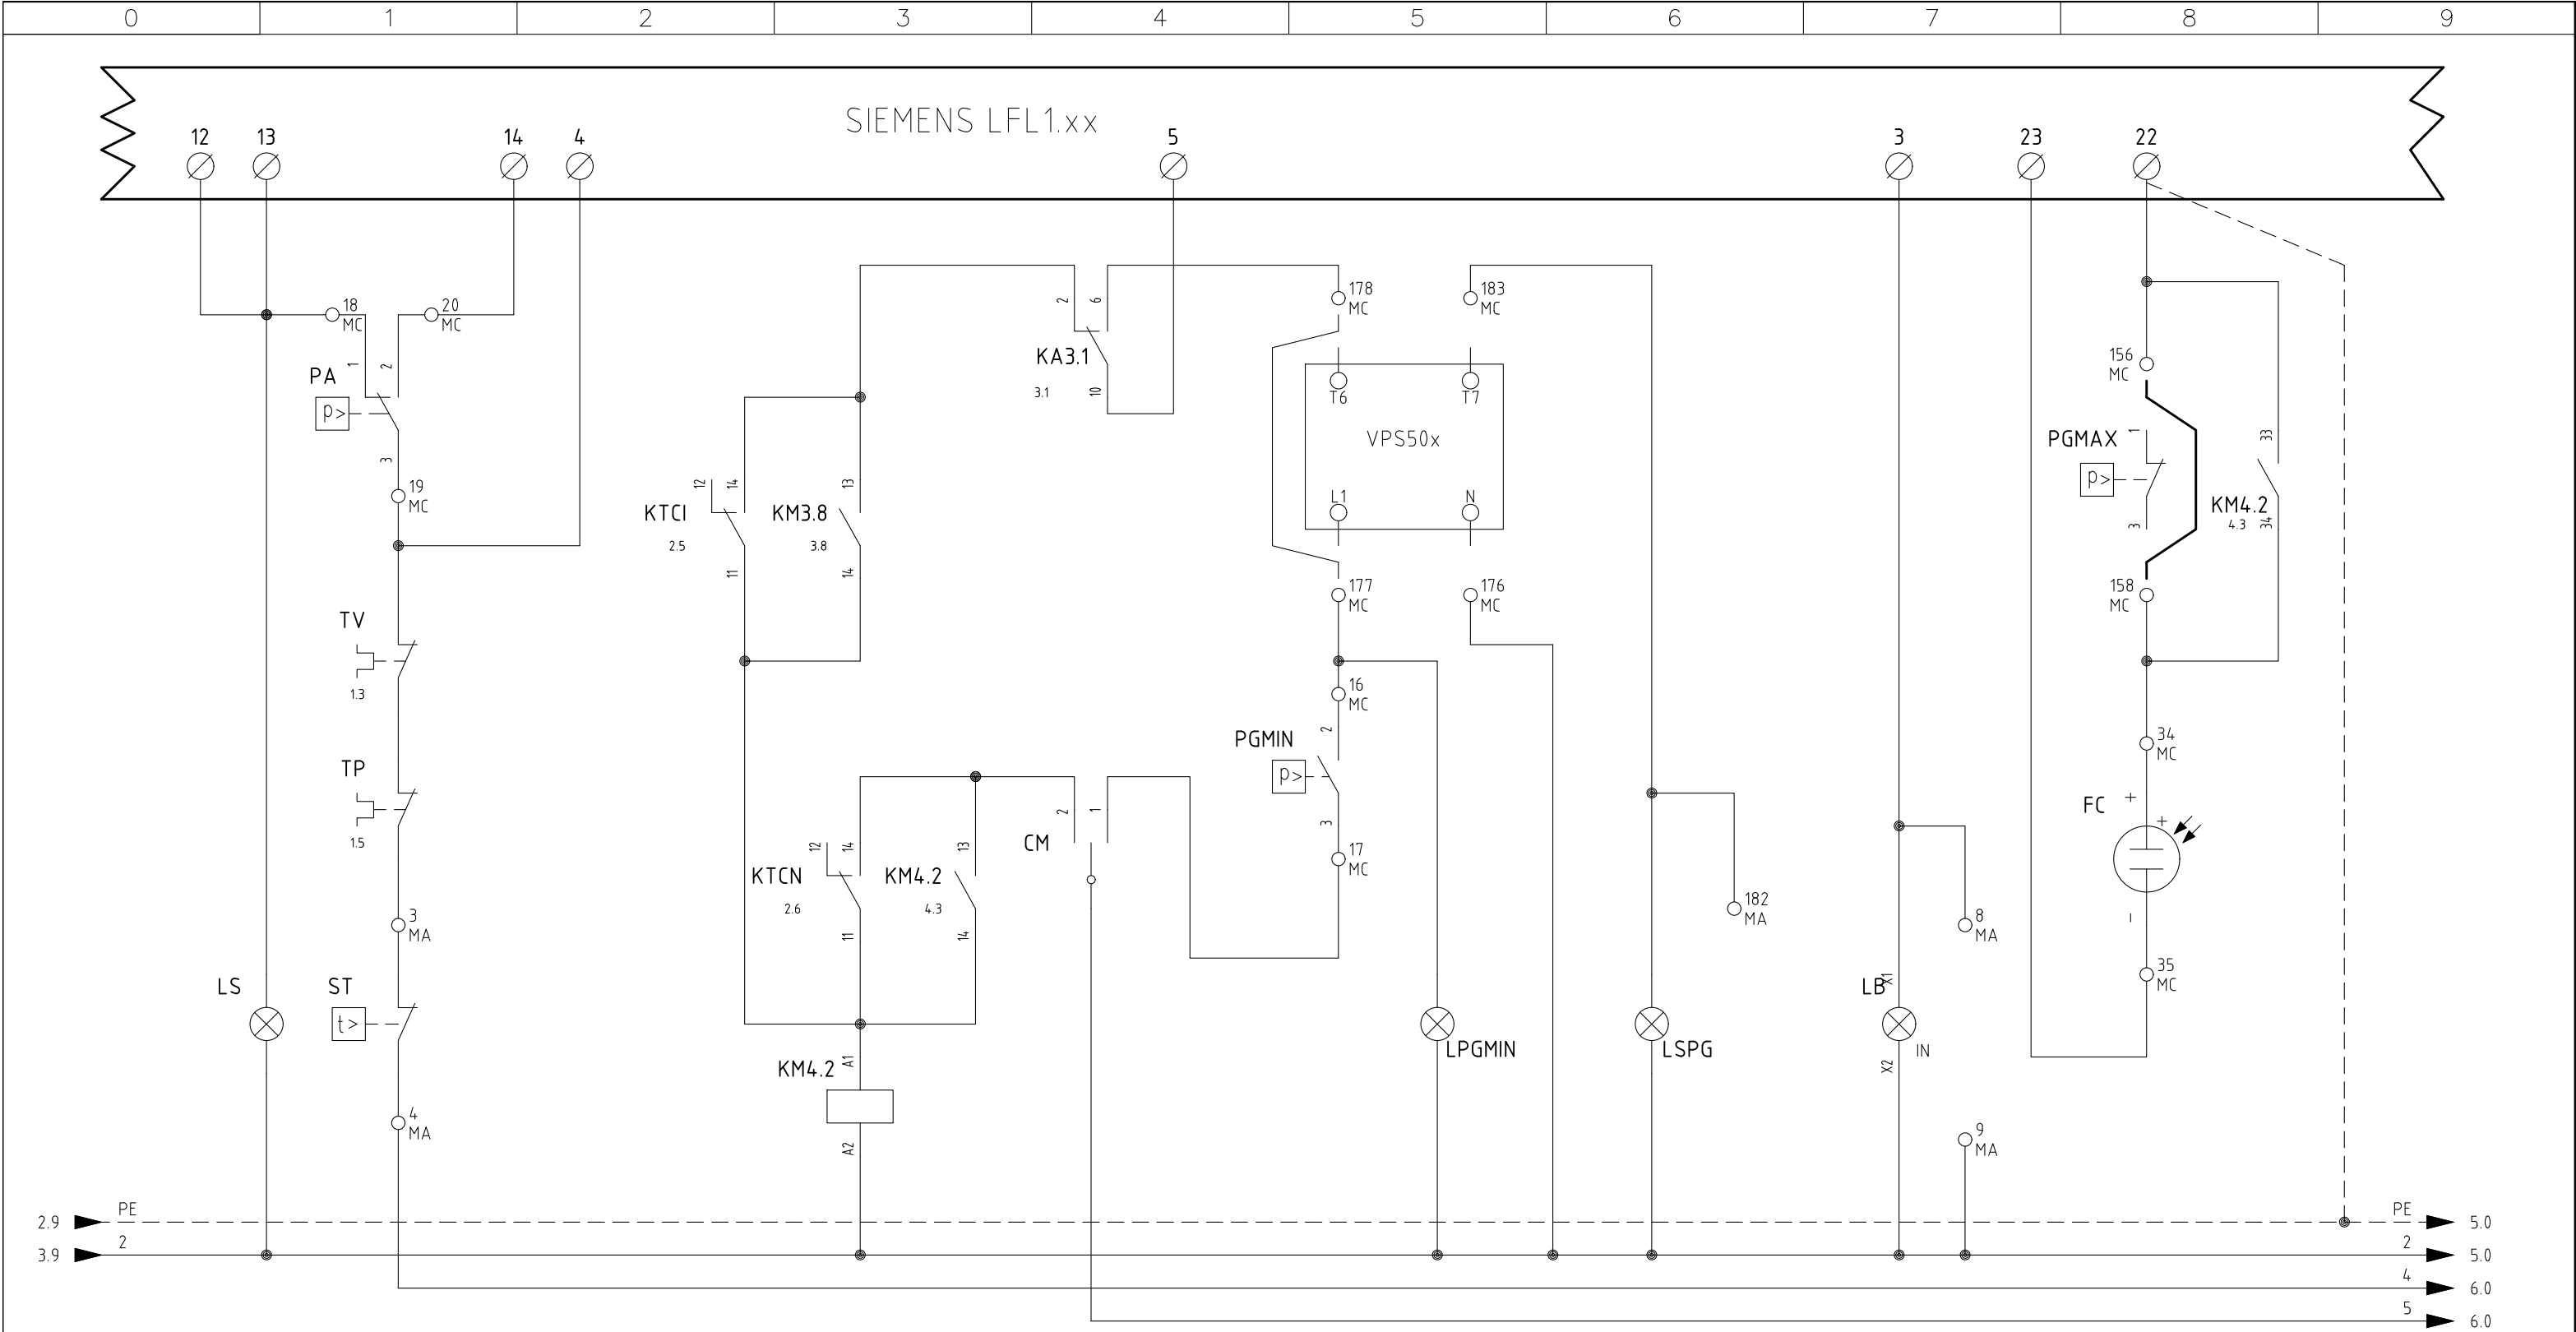 0 1 2 3 4 5 6 7 8 9
SIEMENS LFL1.xx
12 13 14 4 5 3 23 22
18
MC
20
MC
1
2
PA
p>
3
19
MC
TV
1.3
TP
1.5
3
MA
LS
ST
t>
4
MA
2
6
KA3.1
3.1
10
12
14
KTCI
2.5
11
13
KM3.8
3.8
14
178
MC
183
MC
T6
T7
VPS50x
L1
N
177
MC
176
MC
16
MC
2
PGMIN
p>
3
17
MC
2
1
CM
12
14
KTCN
2.6
11
13
KM4.2
4.3
14
A1
KM4.2
A2
LPGMIN
LSPG
182
MA
8
MA
X1
LB
IN
X2
9
MA
156
MC
1
PGMAX
p>
3
33
KM4.2
4.3
34
158
MC
34
MC
+
FC
+
-
35
MC
2.9 PE PE 5.0
3.9 2 2 5.0
4 6.0
5 6.0